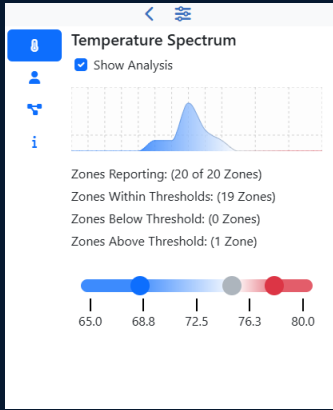 Temperature Spectrum
Show Analysis
Zones Reporting: (20 of 20 Zones)
Zones Within Thresholds: (19 Zones)
Zones Below Threshold: (0 Zones)
Zones Above Threshold: (1 Zone)
65.0 68.8 72.5 76.3 80.0